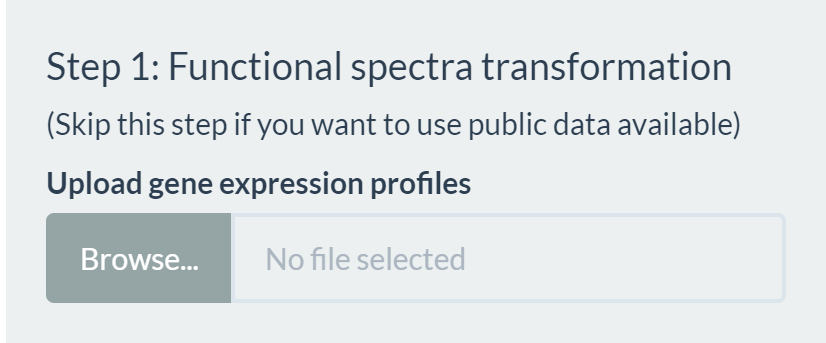 Step 1: Functional spectra transformation
(Skip this step if you want to use public data available)
Upload gene expression profiles
Browse... No file selected